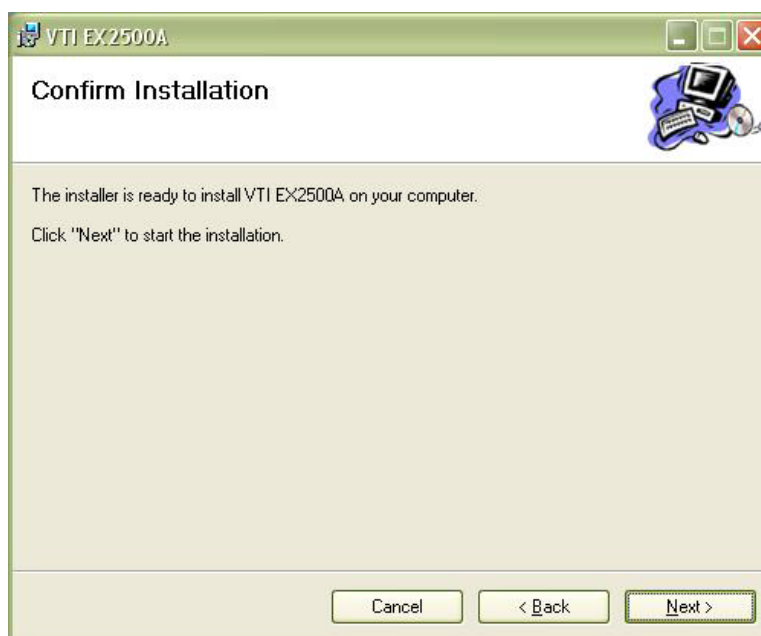 VTI EX2500A
Confirm Installation
The installer is ready to install VTI EX2500A on your computer.
Click "Next" to start the installation.
Cancel
< Back
Next >